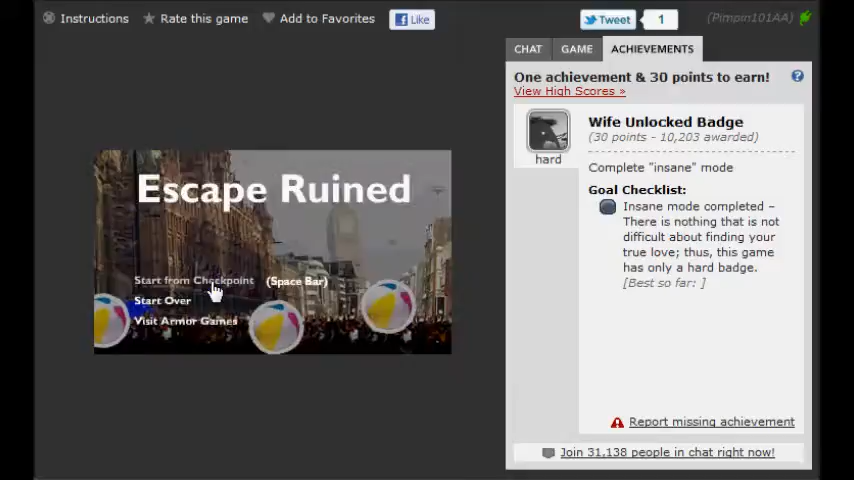 Instructions Rate this game Add to Favorites Like Tweet 1 (Pimpin101AA)
CHAT GAME ACHIEVEMENTS
One achievement & 30 points to earn! ?
View High Scores »
Wife Unlocked Badge
(30 points - 10,203 awarded)
hard
Complete "insane" mode
Goal Checklist:
Insane mode completed –
There is nothing that is not
difficult about finding your
true love; thus, this game
has only a hard badge.
[Best so far: ]
Report missing achievement
Join 31,138 people in chat right now!
Escape Ruined
Start from Checkpoint (Space Bar)
Start Over
Visit Armor Games